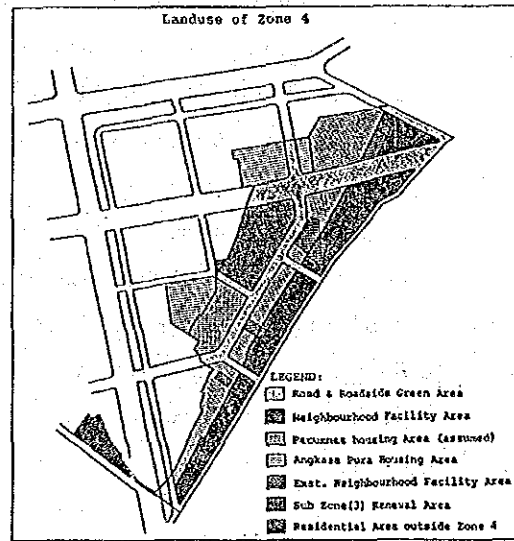 Landuse of Zone 4
LEGEND:
Road & Roadside Green Area
Neighbourhood Facility Area
Perumnas housing Area (assumed)
Angkasa Pura Housing Area
Exst. Neighbourhood Facility Area
Sub Zone(3) Renewal Area
Residential Area outside Zone 4